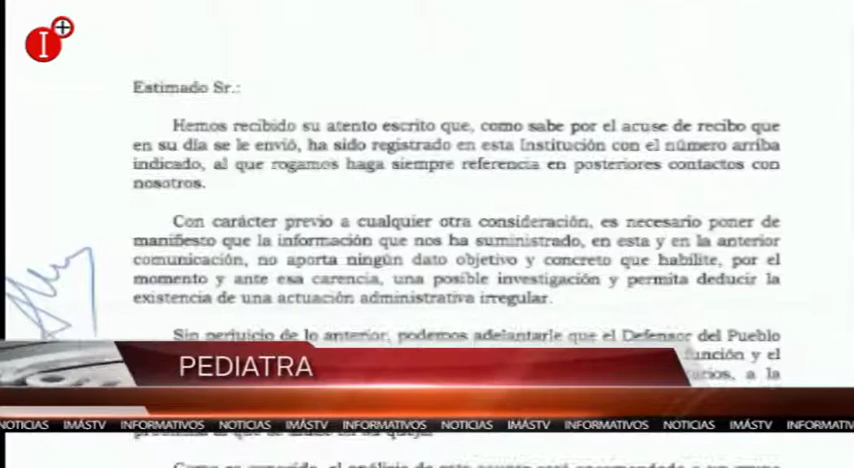 I+
Estimado Sr.:
Hemos recibido su atento escrito que, como sabe por el acuse de recibo que
en su día se le envió, ha sido registrado en esta Institución con el número arriba
indicado, al que rogamos haga siempre referencia en posteriores contactos con
nosotros.
Con carácter previo a cualquier otra consideración, es necesario poner de
manifiesto que la información que nos ha suministrado, en esta y en la anterior
comunicación, no aporta ningún dato objetivo y concreto que habilite, por el
momento y ante esa carencia, una posible investigación y permita deducir la
existencia de una actuación administrativa irregular.
Sin perjuicio de lo anterior, podemos adelantarle que el Defensor del Pueblo
función y el
a la
PEDIATRA
NOTICIAS IMÁSTV INFORMATIVOS NOTICIAS IMÁSTV INFORMATIVOS NOTICIAS IMÁSTV INFORMATIVOS NOTICIAS IMÁSTV INFORMATIV